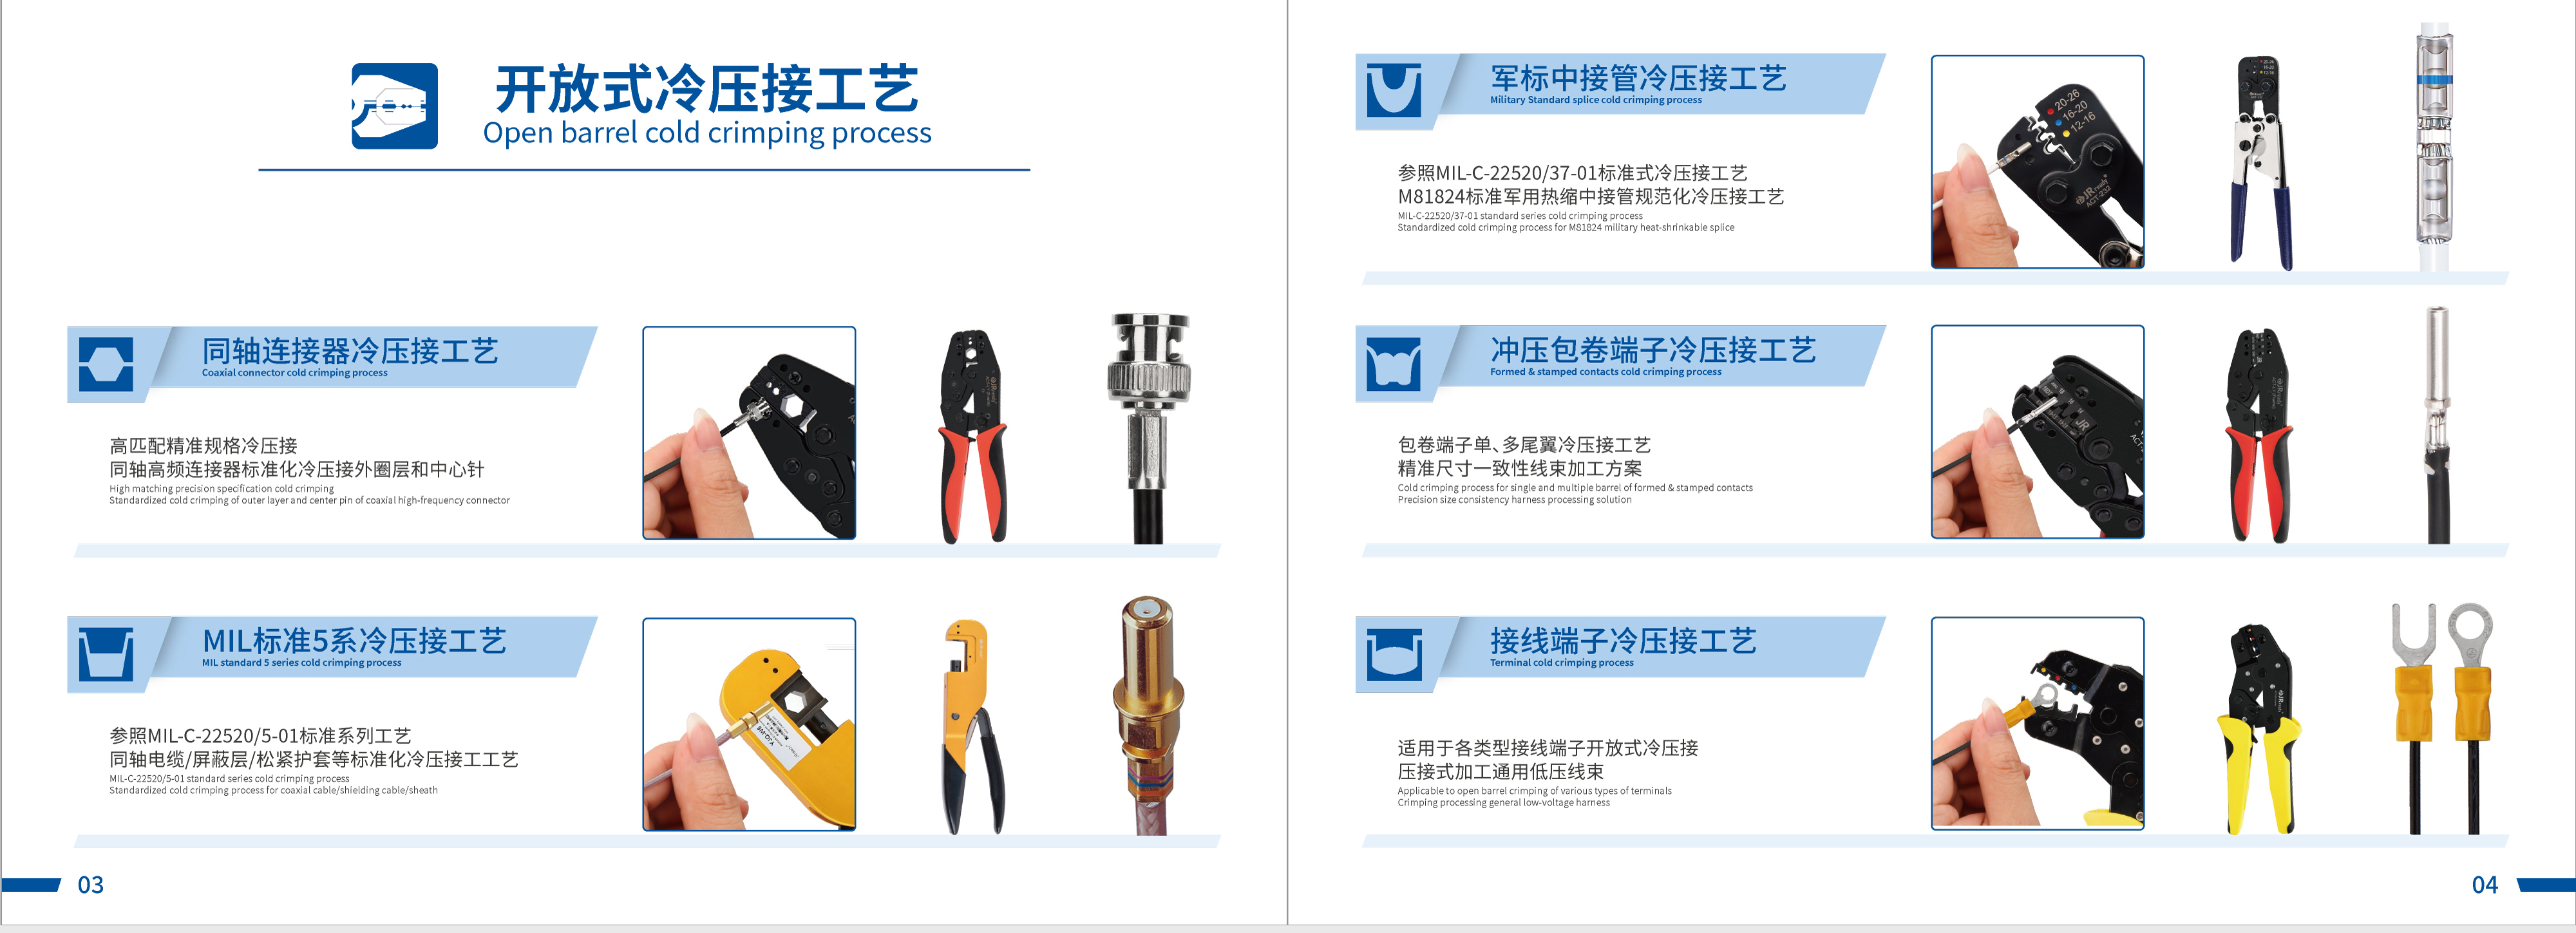 开放式冷压接工艺
Open barrel cold crimping process
同轴连接器冷压接工艺
Coaxial connector cold crimping process
高匹配精准规格冷压接
同轴高频连接器标准化冷压接外圈层和中心针
High matching precision specification cold crimping
Standardized cold crimping of outer layer and center pin of coaxial high-frequency connector
MIL标准5系冷压接工艺
MIL standard 5 series cold crimping process
参照MIL-C-22520/5-01标准系列工艺
同轴电缆/屏蔽层/松紧护套等标准化冷压接工工艺
MIL-C-22520/5-01 standard series cold crimping process
Standardized cold crimping process for coaxial cable/shielding cable/sheath
03
军标中接管冷压接工艺
Military Standard splice cold crimping process
参照MIL-C-22520/37-01标准式冷压接工艺
M81824标准军用热缩中接管规范化冷压接工艺
MIL-C-22520/37-01 standard series cold crimping process
Standardized cold crimping process for M81824 military heat-shrinkable splice
20-26
16-20
12-16
JRready
ACT-232
冲压包卷端子冷压接工艺
Formed & stamped contacts cold crimping process
包卷端子单、多尾翼冷压接工艺
精准尺寸一致性线束加工方案
Cold crimping process for single and multiple barrel of formed & stamped contacts
Precision size consistency harness processing solution
JR
接线端子冷压接工艺
Terminal cold crimping process
适用于各类型接线端子开放式冷压接
压接式加工通用低压线束
Applicable to open barrel crimping of various types of terminals
Crimping processing general low-voltage harness
04